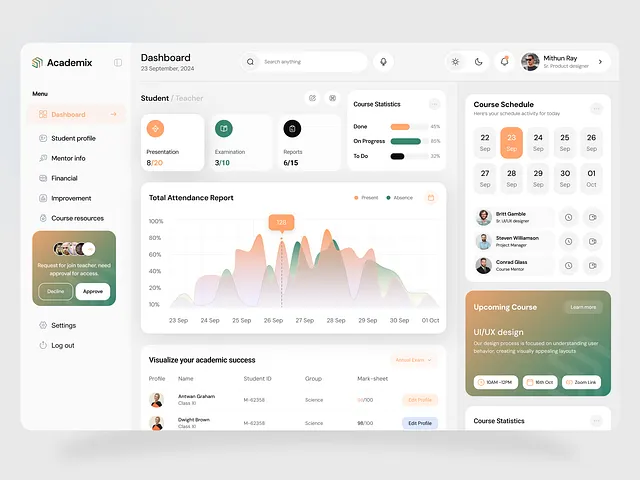 Academix
Menu
Dashboard
Student profile
Mentor info
Financial
Improvement
Course resources
Request for join teacher, need
approval for access.
Decline
Approve
Settings
Log out
Dashboard
23 September, 2024
Search anything
Mithun Ray
Sr. Product designer
Student / Teacher
Presentation
8/20
Examination
3/10
Reports
6/15
Course Statistics
Done
45%
On Progress
85%
To Do
32%
Total Attendance Report
Present
Absence
100%
80%
60%
40%
20%
10%
23 Sep
24 Sep
25 Sep
26 Sep
27 Sep
28 Sep
29 Sep
30 Sep
01 Oct
Visualize your academic success
Annual Exam
Profile
Name
Student ID
Group
Mark-sheet
Antwan Graham
Class XI
M-62358
Science
/100
Edit Profile
Dwight Brown
Class XI
M-62358
Science
98/100
Edit Profile
Course Schedule
Here's your schedule activity for today
22 Sep
23 Sep
24 Sep
25 Sep
26 Sep
27 Sep
28 Sep
29 Sep
30 Sep
01 Oct
Britt Gamble
Sr. UI/UX designer
Steven Williamson
Project Manager
Conrad Glass
Course Mentor
Upcoming Course
Learn more
UI/UX design
Our design process is focused on understanding user
behavior, creating visually appealing layouts
10AM -12PM
16th Oct
Zoom Link
Course Statistics